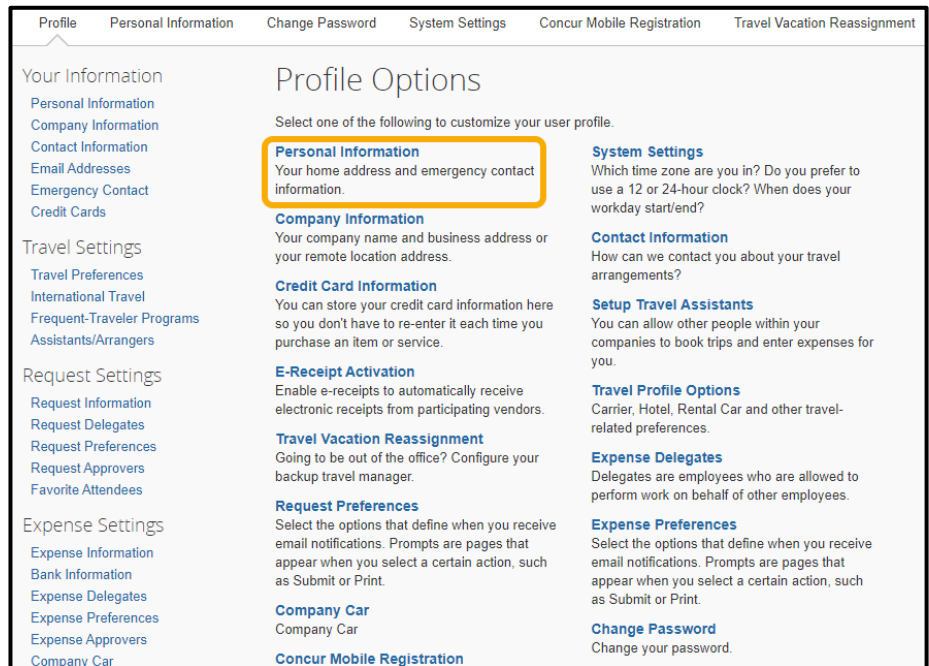 Profile Personal Information Change Password System Settings Concur Mobile Registration Travel Vacation Reassignment
Your Information
Personal Information
Company Information
Contact Information
Email Addresses
Emergency Contact
Credit Cards
Travel Settings
Travel Preferences
International Travel
Frequent-Traveler Programs
Assistants/Arrangers
Request Settings
Request Information
Request Delegates
Request Preferences
Request Approvers
Favorite Attendees
Expense Settings
Expense Information
Bank Information
Expense Delegates
Expense Preferences
Expense Approvers
Company Car
Profile Options
Select one of the following to customize your user profile.
Personal Information
Your home address and emergency contact
information.
Company Information
Your company name and business address or
your remote location address.
Credit Card Information
You can store your credit card information here
so you don't have to re-enter it each time you
purchase an item or service.
E-Receipt Activation
Enable e-receipts to automatically receive
electronic receipts from participating vendors.
Travel Vacation Reassignment
Going to be out of the office? Configure your
backup travel manager.
Request Preferences
Select the options that define when you receive
email notifications. Prompts are pages that
appear when you select a certain action, such
as Submit or Print.
Company Car
Company Car
Concur Mobile Registration
System Settings
Which time zone are you in? Do you prefer to
use a 12 or 24-hour clock? When does your
workday start/end?
Contact Information
How can we contact you about your travel
arrangements?
Setup Travel Assistants
You can allow other people within your
companies to book trips and enter expenses for
you.
Travel Profile Options
Carrier, Hotel, Rental Car and other travel-
related preferences.
Expense Delegates
Delegates are employees who are allowed to
perform work on behalf of other employees.
Expense Preferences
Select the options that define when you receive
email notifications. Prompts are pages that
appear when you select a certain action, such
as Submit or Print.
Change Password
Change your password.